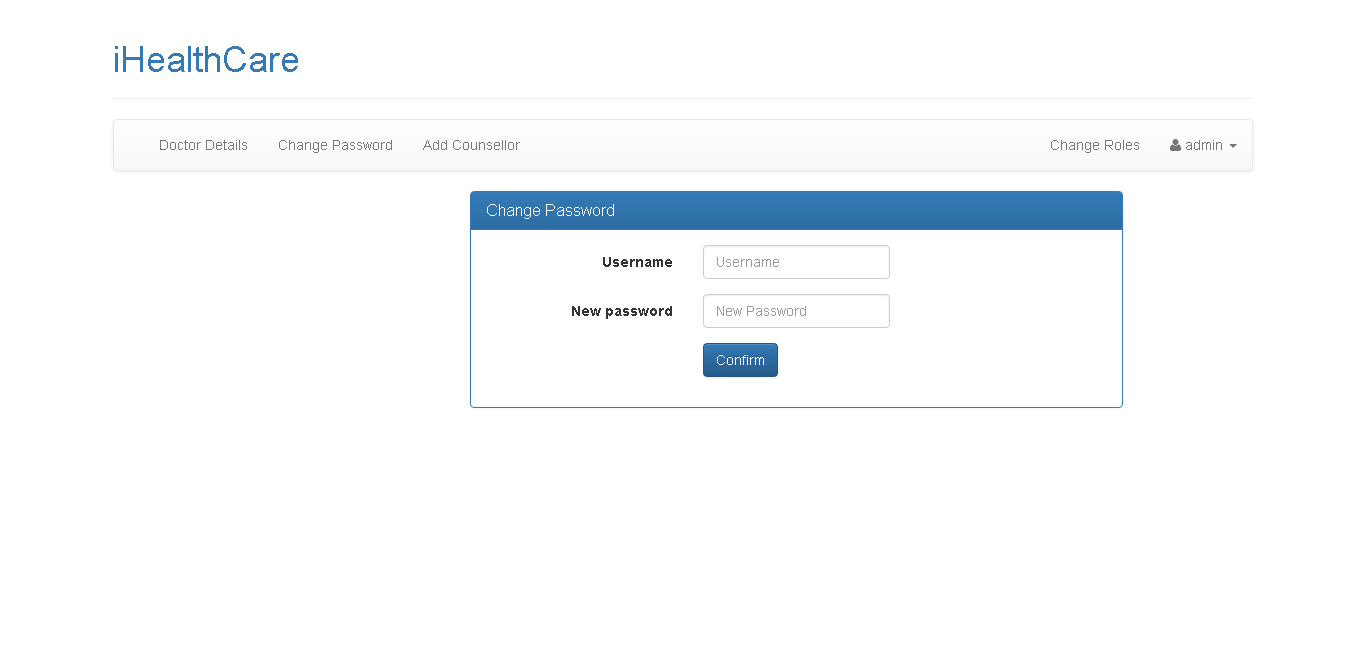 iHealthCare
Doctor Details Change Password Add Counsellor Change Roles admin
Change Password
Username Username
New password New Password
Confirm